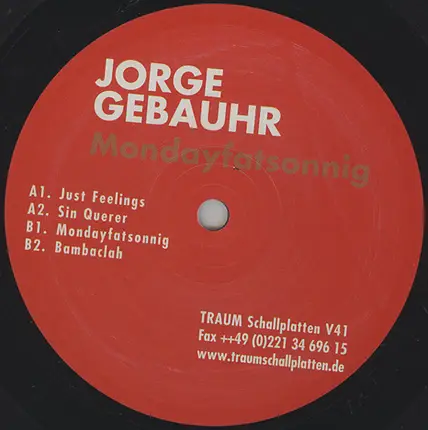 JORGE
GEBAUHR
Mondayfatsonnig
A1. Just Feelings
A2. Sin Querer
B1. Mondayfatsonnig
B2. Bambaclah
TRAUM Schallplatten V41
Fax ++49 (0)221 34 696 15
www.traumschallplatten.de